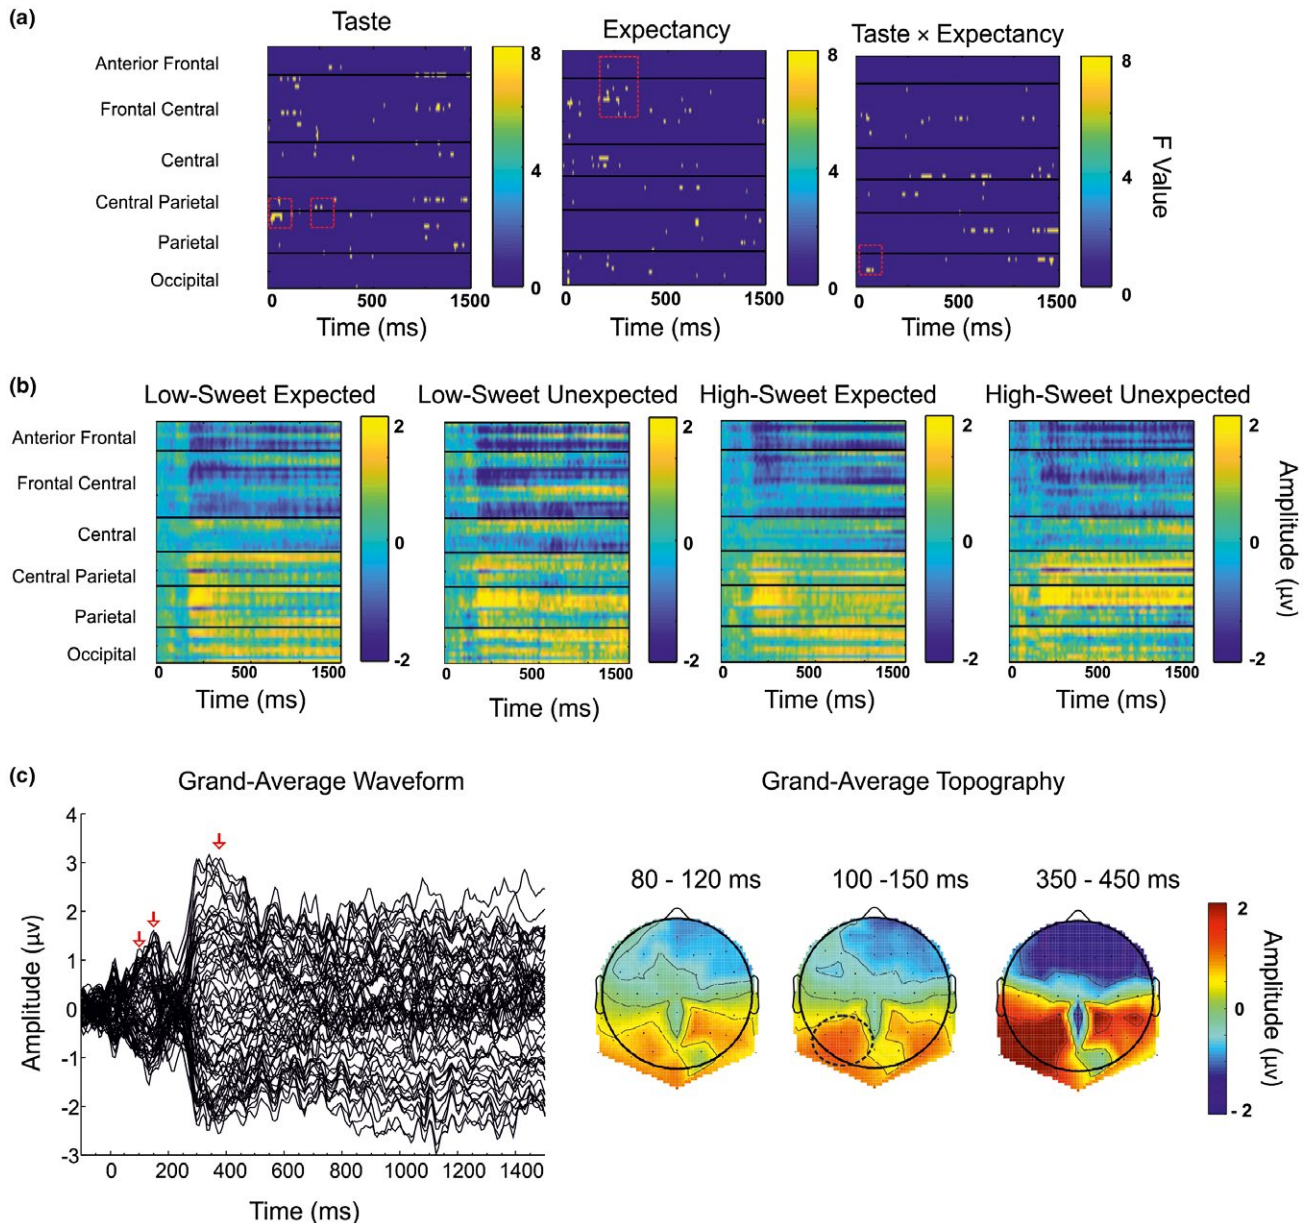 (a)
Taste
Expectancy
Taste × Expectancy
Anterior Frontal
Frontal Central
Central
Central Parietal
Parietal
Occipital
8
4
0
8
4
0
8
4
0
F Value
0 500 1500
0 500 1500
0 500 1500
Time (ms)
Time (ms)
Time (ms)
(b)
Low-Sweet Expected
Low-Sweet Unexpected
High-Sweet Expected
High-Sweet Unexpected
Anterior Frontal
Frontal Central
Central
Central Parietal
Parietal
Occipital
2
0
-2
2
0
-2
2
0
-2
2
0
-2
Amplitude (μv)
0 500 1500
0 500 1500
0 500 1500
0 500 1500
Time (ms)
Time (ms)
Time (ms)
Time (ms)
(c)
Grand-Average Waveform
Amplitude (μv)
4
3
2
1
0
-1
-2
-3
0 200 400 600 800 1000 1200 1400
Time (ms)
Grand-Average Topography
80 - 120 ms
100 -150 ms
350 - 450 ms
2
0
- 2
Amplitude (μv)